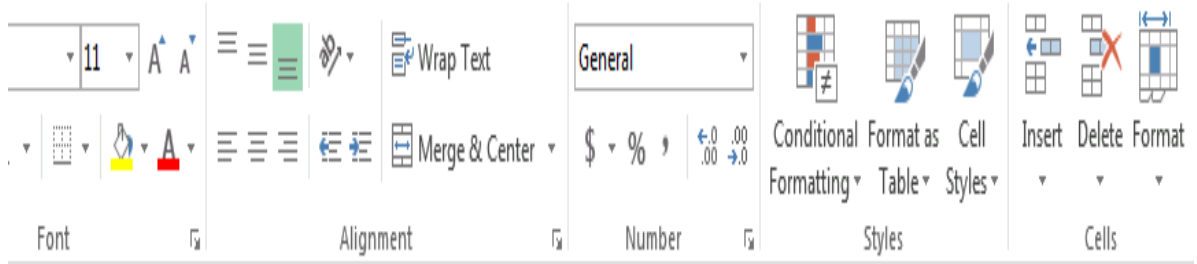 11 A A Wrap Text General
Conditional Format as Cell Insert Delete Format
Formatting Table Styles
A Merge & Center $ % , .0 .00 .00 .0
Font Alignment Number Styles Cells